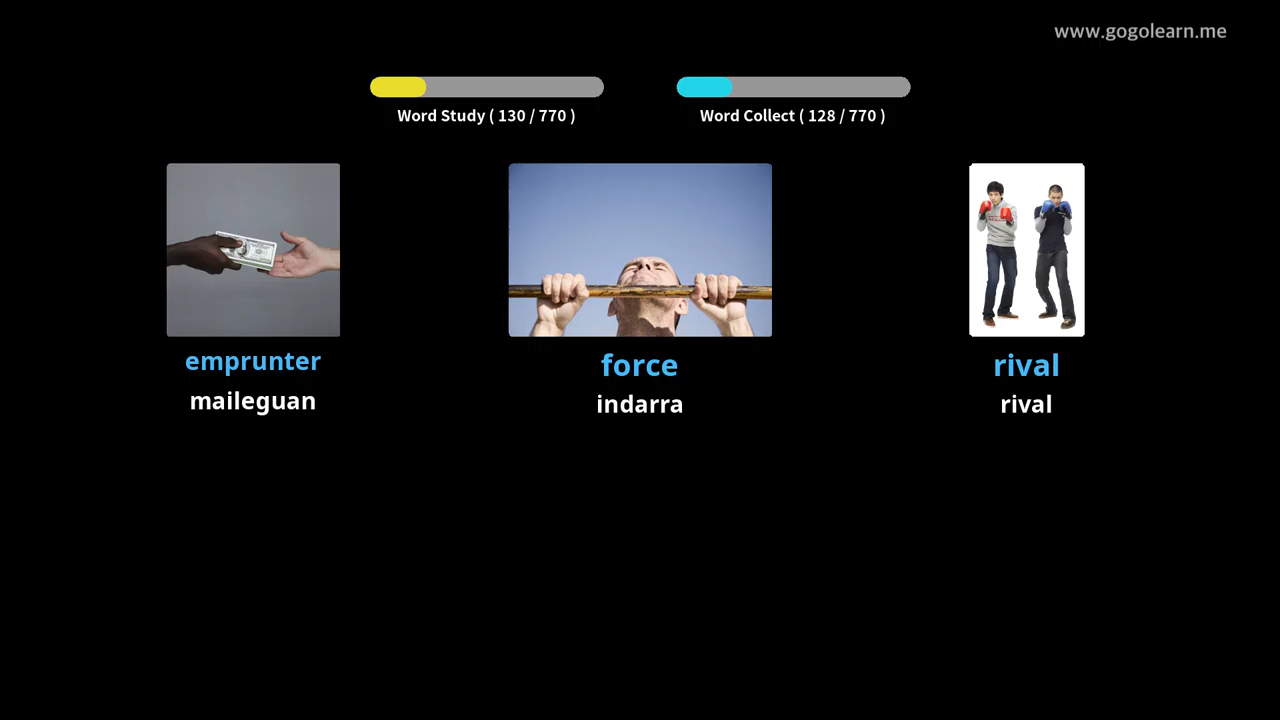 www.gogolearn.me
Word Study ( 130 / 770 )
Word Collect ( 128 / 770 )
emprunter
maileguan
force
indarra
rival
rival